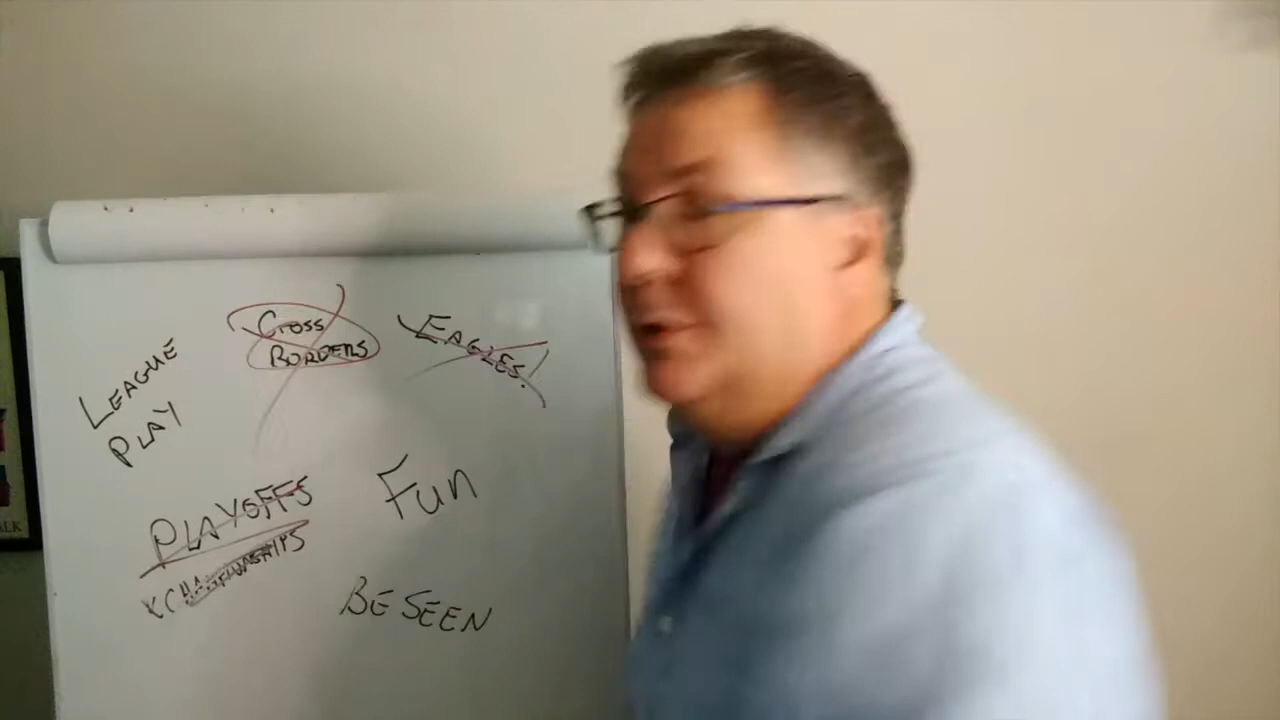 LEAGUE
PLAY
CROSS
BORDERS
EAGLES!
PLAYOFFS
FUN
BE SEEN